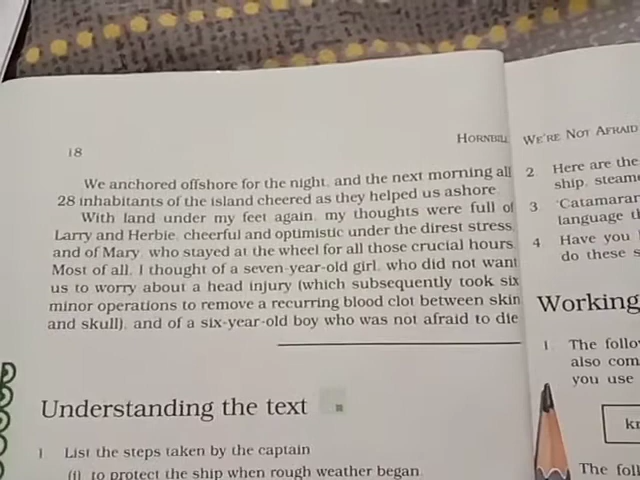 18
HORNBILL
We anchored offshore for the night, and the next morning all
28 inhabitants of the island cheered as they helped us ashore.
With land under my feet again, my thoughts were full of
Larry and Herbie, cheerful and optimistic under the direst stress,
and of Mary, who stayed at the wheel for all those crucial hours.
Most of all, I thought of a seven-year-old girl, who did not want
us to worry about a head injury (which subsequently took six
minor operations to remove a recurring blood clot between skin
and skull), and of a six-year-old boy who was not afraid to die
Understanding the text
1 List the steps taken by the captain
(i) to protect the ship when rough weather began
WE'RE NOT AFRAID
2 Here are the
ship, steam
3 'Catamaran
language
4 Have you
do these
Working
1 The follo
also com
you use
The foll